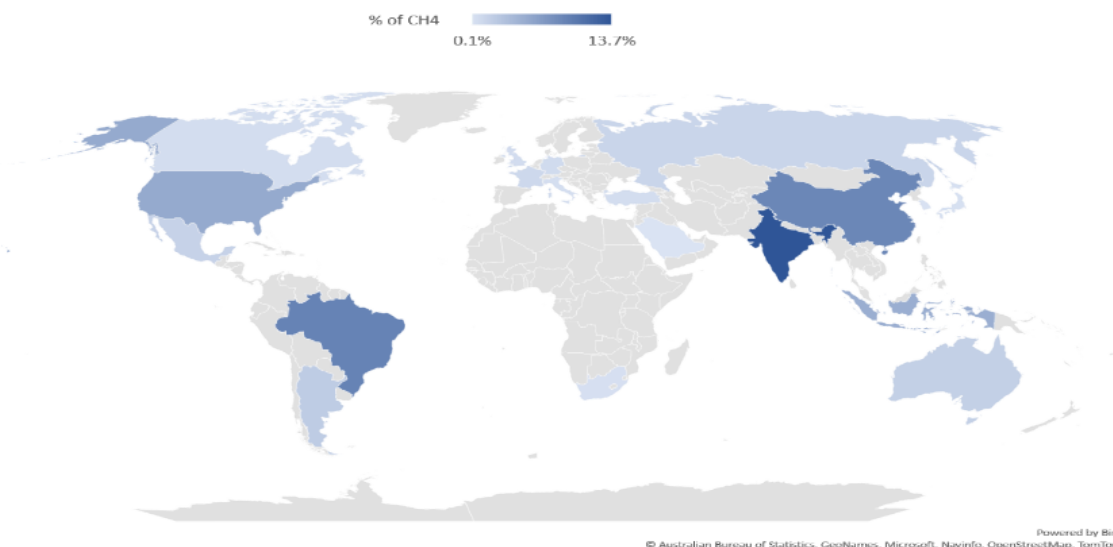 % of CH4
0.1% 13.7%
Powered by Bi
© Australian Bureau of Statistics, GeoNames, Microsoft, Navinfo, OpenStreetMap, TomTo